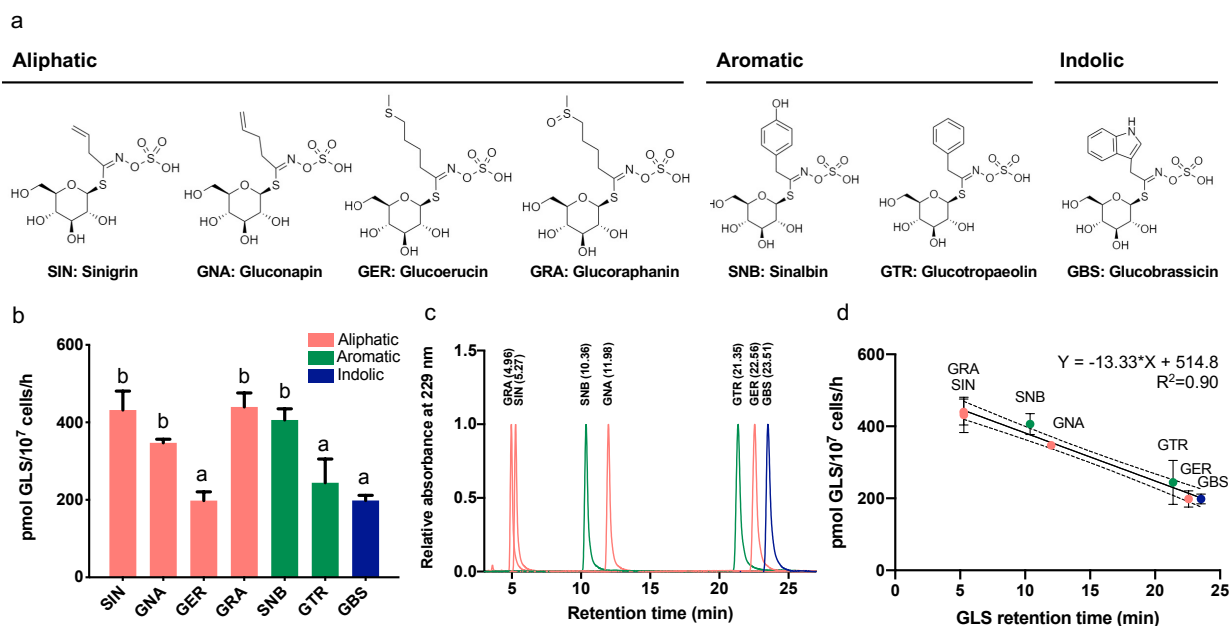 a
Aliphatic
Aromatic
Indolic
SIN: Sinigrin
GNA: Gluconapin
GER: Glucoerucin
GRA: Glucoraphanin
SNB: Sinalbin
GTR: Glucotropaeolin
GBS: Glucobrassicin
b
pmol GLS/10⁷ cells/h
600
400
200
0
b
b
a
b
b
a
a
Aliphatic
Aromatic
Indolic
SIN
GNA
GER
GRA
SNB
GTR
GBS
c
Relative absorbance at 229 nm
1.5
1.0
0.5
0.0
GRA (4.96)
SIN (5.27)
SNB (10.36)
GNA (11.98)
GTR (21.35)
GER (22.56)
GBS (23.51)
5
10
15
20
25
Retention time (min)
d
pmol GLS/10⁷ cells/h
600
400
200
0
Y = -13.33*X + 514.8
R²=0.90
GRA
SIN
SNB
GNA
GTR
GER
GBS
0
5
10
15
20
25
GLS retention time (min)